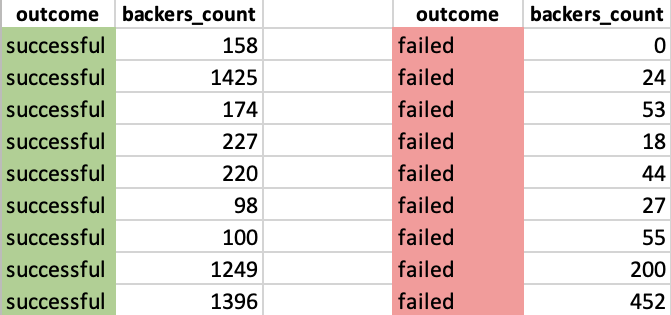 outcome backers_count outcome backers_count
successful 158 failed 0
successful 1425 failed 24
successful 174 failed 53
successful 227 failed 18
successful 220 failed 44
successful 98 failed 27
successful 100 failed 55
successful 1249 failed 200
successful 1396 failed 452